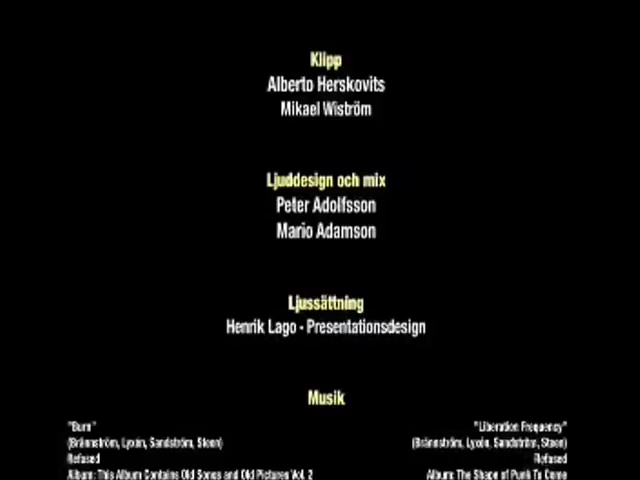 Klipp
Alberto Herskovits
Mikael Wiström
Ljuddesign och mix
Peter Adolfsson
Mario Adamson
Ljussättning
Henrik Lago - Presentationsdesign
Musik
"Burn"
(Brännström, Lyxén, Sandström, Steen)
Refused
Album: This Album Contains Old Songs and Old Pictures Vol. 2
"Liberation Frequency"
(Brännström, Lyxén, Sandström, Steen)
Refused
Album: The Shape of Punk To Come